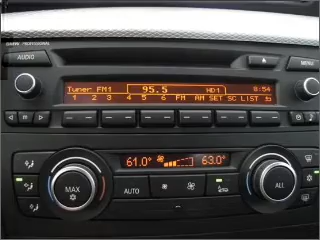 PROFESSIONAL
AUDIO
MENU
Tuner FM1 95.5 HD1 8:54
1 2 3 4 5 6 FM AM SET SC LIST
61.0° 63.0°
MAX
AUTO
ALL